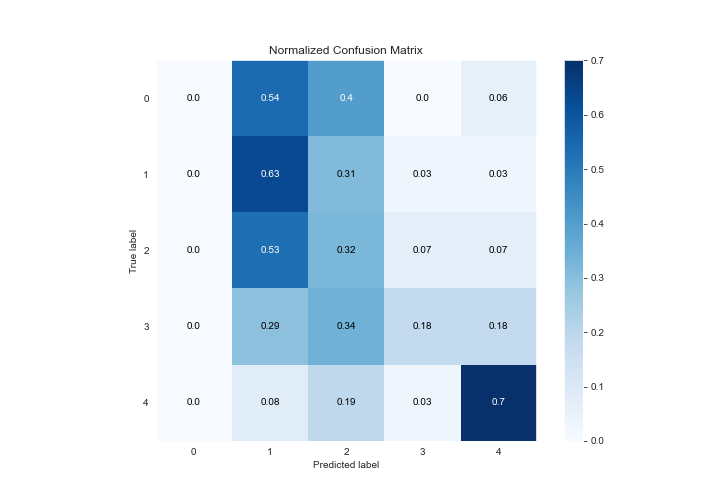 Normalized Confusion Matrix
0 0.0 0.54 0.4 0.0 0.06
1 0.0 0.63 0.31 0.03 0.03
2 0.0 0.53 0.32 0.07 0.07
3 0.0 0.29 0.34 0.18 0.18
4 0.0 0.08 0.19 0.03 0.7
0 1 2 3 4
Predicted label
True label
0.7
0.6
0.5
0.4
0.3
0.2
0.1
0.0